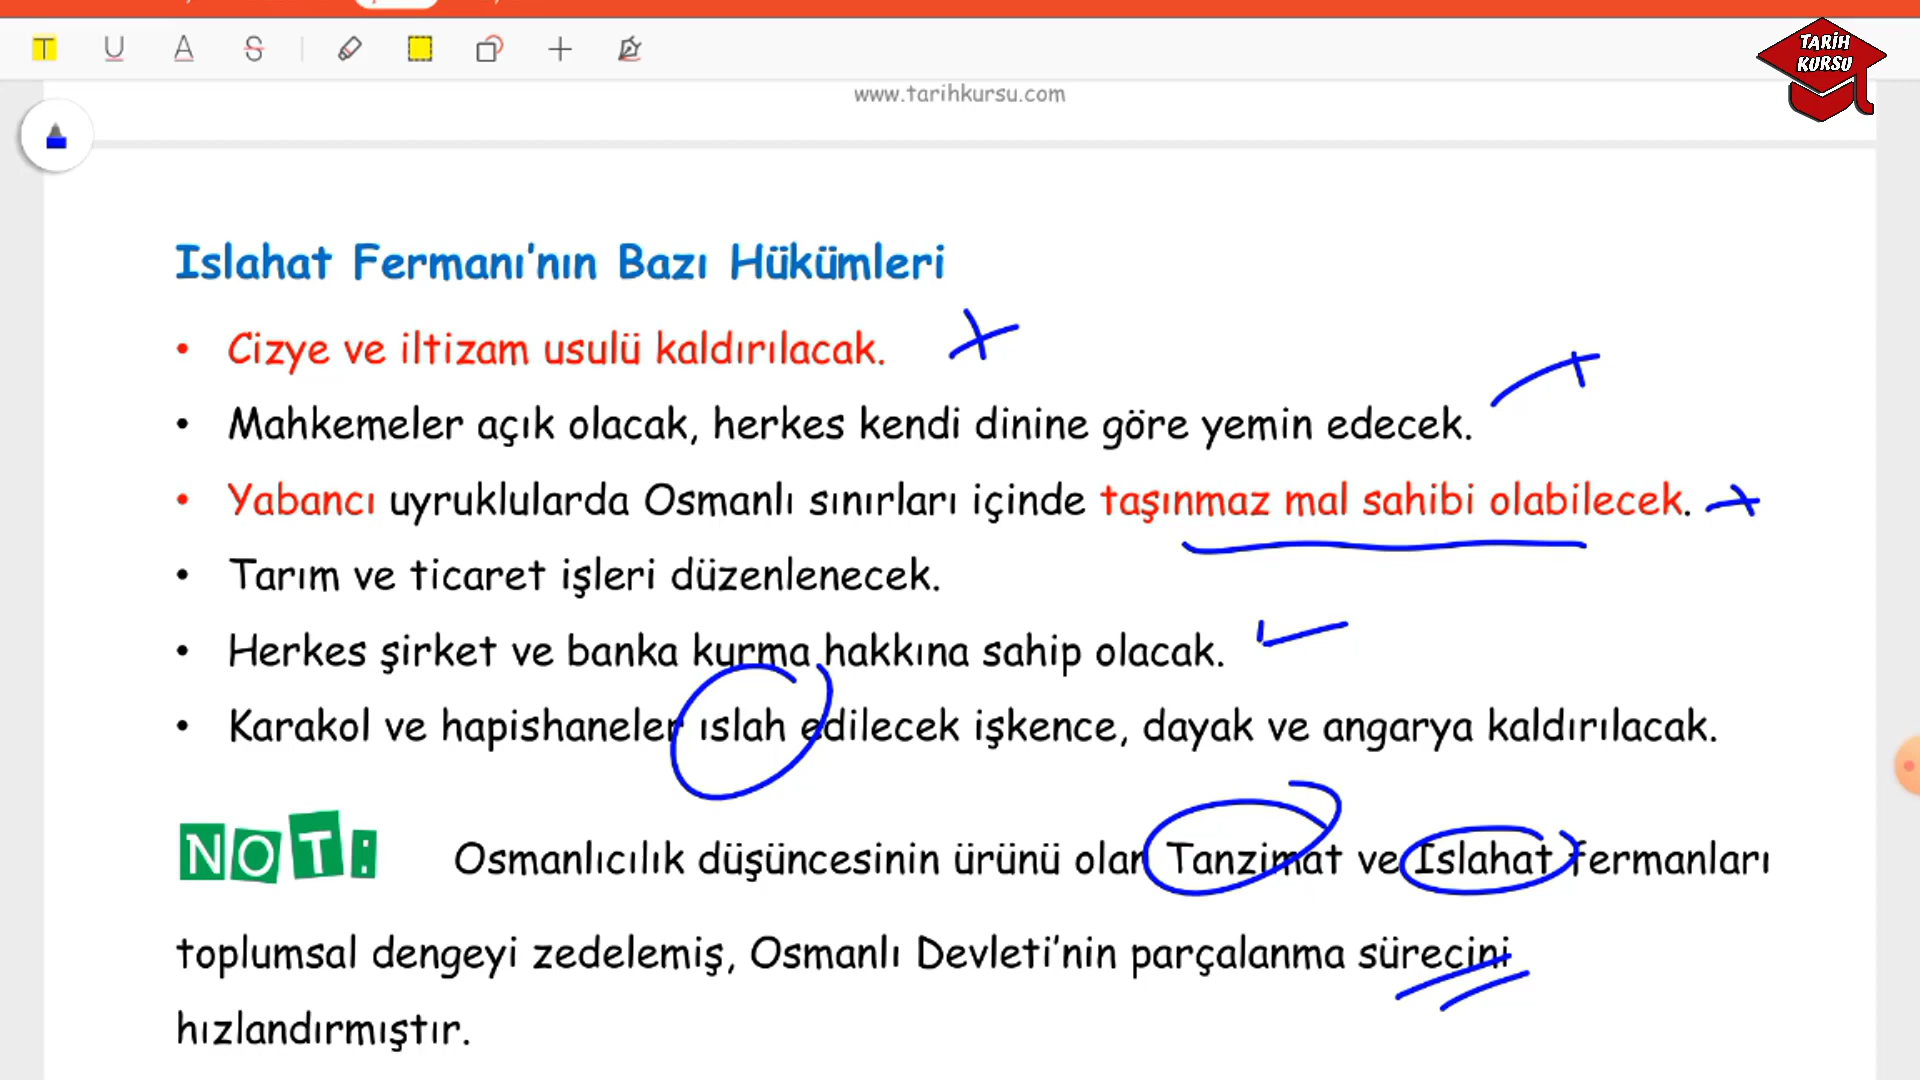 TARİH
KURSU
www.tarihkursu.com
Islahat Fermanı'nın Bazı Hükümleri
• Cizye ve iltizam usulü kaldırılacak.
• Mahkemeler açık olacak, herkes kendi dinine göre yemin edecek.
• Yabancı uyruklularda Osmanlı sınırları içinde taşınmaz mal sahibi olabilecek.
• Tarım ve ticaret işleri düzenlenecek.
• Herkes şirket ve banka kurma hakkına sahip olacak.
• Karakol ve hapishaneler ıslah edilecek işkence, dayak ve angarya kaldırılacak.
NOT: Osmanlıcılık düşüncesinin ürünü olan Tanzimat ve Islahat fermanları
toplumsal dengeyi zedelemiş, Osmanlı Devleti'nin parçalanma sürecini
hızlandırmıştır.